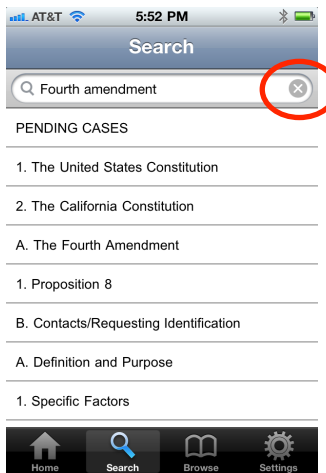 AT&T 5:52 PM
Search
Fourth amendment
PENDING CASES
1. The United States Constitution
2. The California Constitution
A. The Fourth Amendment
1. Proposition 8
B. Contacts/Requesting Identification
A. Definition and Purpose
1. Specific Factors
Home Search Browse Settings